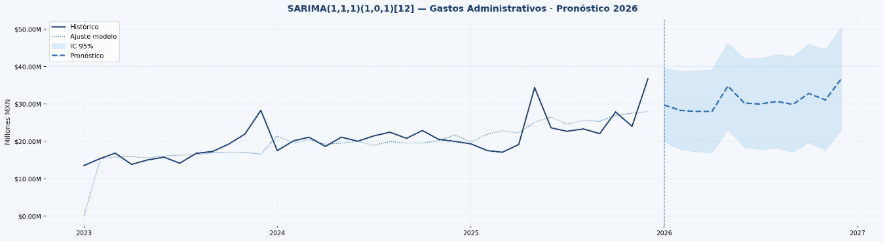 SARIMA(1,1,1)(1,0,1)[12] — Gastos Administrativos · Pronóstico 2026
Histórico
Ajuste modelo
IC 95%
Pronóstico
Millones MXN
$50.00M
$40.00M
$30.00M
$20.00M
$10.00M
$0.00M
2023
2024
2025
2026
2027